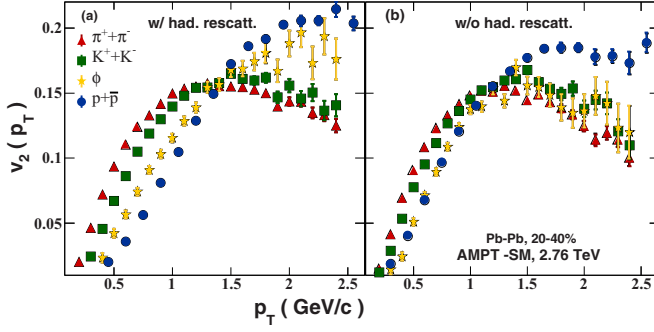 (a) w/ had. rescatt.
π⁺+π⁻
K⁺+K⁻
ϕ
p+p̅
(b) w/o had. rescatt.
Pb-Pb, 20-40%
AMPT -SM, 2.76 TeV
0.2
0.15
0.1
0.05
v₂ ( p_T )
0.5 1 1.5 2 2.5
0.5 1 1.5 2 2.5
p_T ( GeV/c )